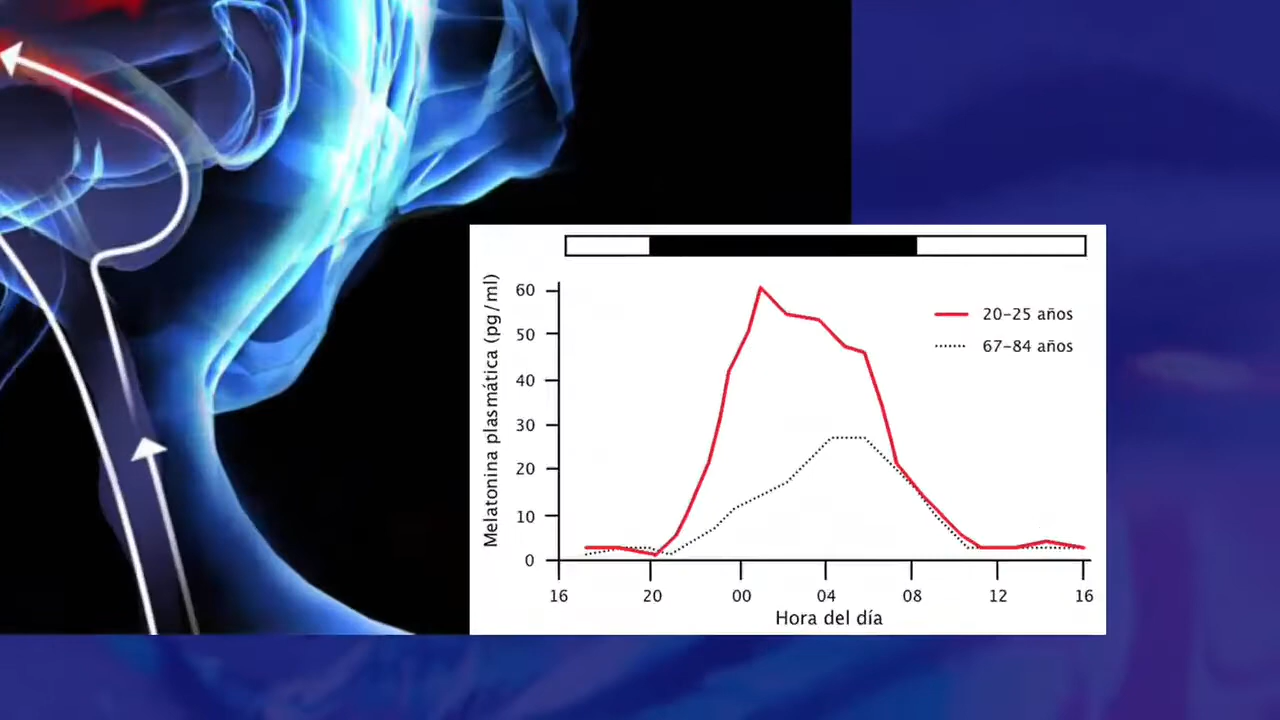 Melatonina plasmática (pg/ml)
60
50
40
30
20
10
0
20-25 años
67-84 años
16 20 00 04 08 12 16
Hora del día